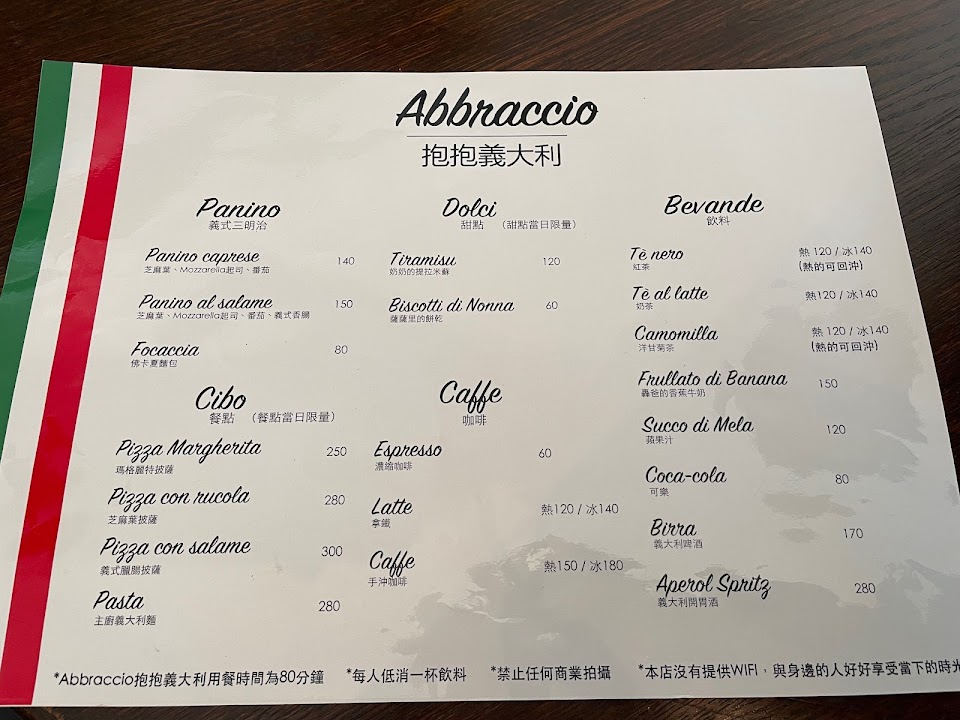 Abbraccio
抱抱義大利
Panino
義式三明治
Panino caprese 140
芝麻葉、Mozzarella起司、番茄
Panino al salame 150
芝麻葉、Mozzarella起司、番茄、義式香腸
Focaccia 80
佛卡夏麵包
Cibo
餐點 (餐點當日限量)
Pizza Margherita 250
瑪格麗特披薩
Pizza con rucola 280
芝麻葉披薩
Pizza con salame 300
義式臘腸披薩
Pasta 280
主廚義大利麵
Dolci
甜點 (甜點當日限量)
Tiramisu 120
奶奶的提拉米蘇
Biscotti di Nonna 60
薩薩里的餅乾
Caffe
咖啡
Espresso 60
濃縮咖啡
Latte 熱120 / 冰140
拿鐵
Caffe 熱150 / 冰180
手沖咖啡
Bevande
飲料
Tè nero 熱 120 / 冰140
紅茶 (熱的可回沖)
Tè al latte 熱120 / 冰140
奶茶
Camomilla 熱 120 / 冰140
洋甘菊茶 (熱的可回沖)
Frullato di Banana 150
轟爸的香蕉牛奶
Succo di Mela 120
蘋果汁
Coca-cola 80
可樂
Birra 170
義大利啤酒
Aperol Spritz 280
義大利開胃酒
*Abbraccio抱抱義大利用餐時間為80分鐘 *每人低消一杯飲料 *禁止任何商業拍攝 *本店沒有提供WIFI，與身邊的人好好享受當下的時光